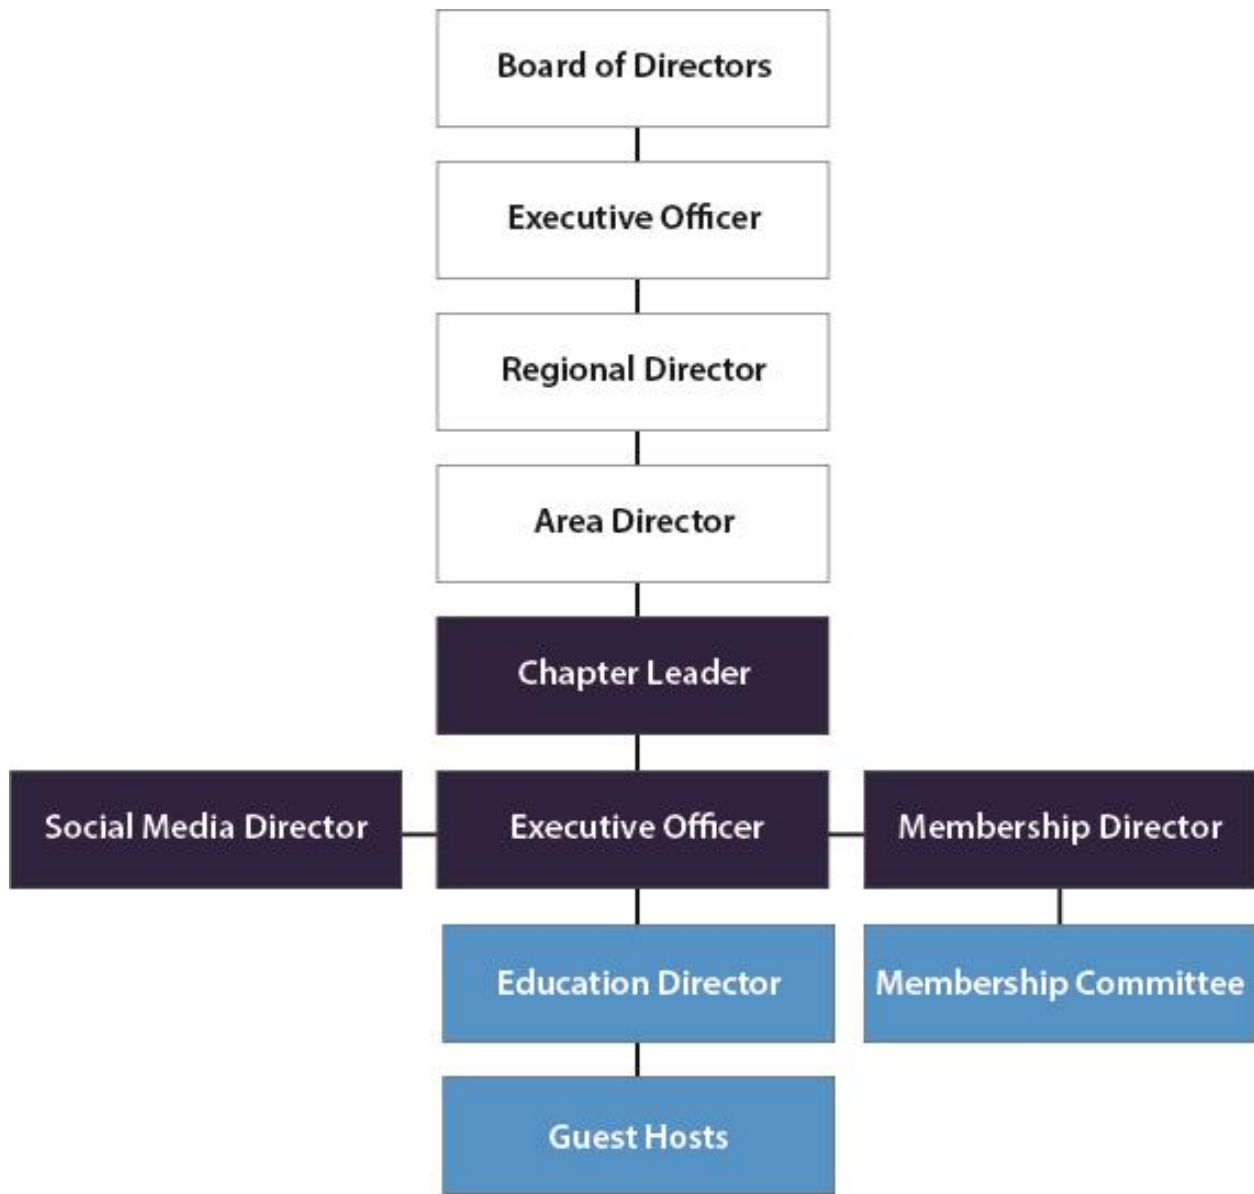 Board of Directors
Executive Officer
Regional Director
Area Director
Chapter Leader
Social Media Director
Executive Officer
Membership Director
Education Director
Membership Committee
Guest Hosts